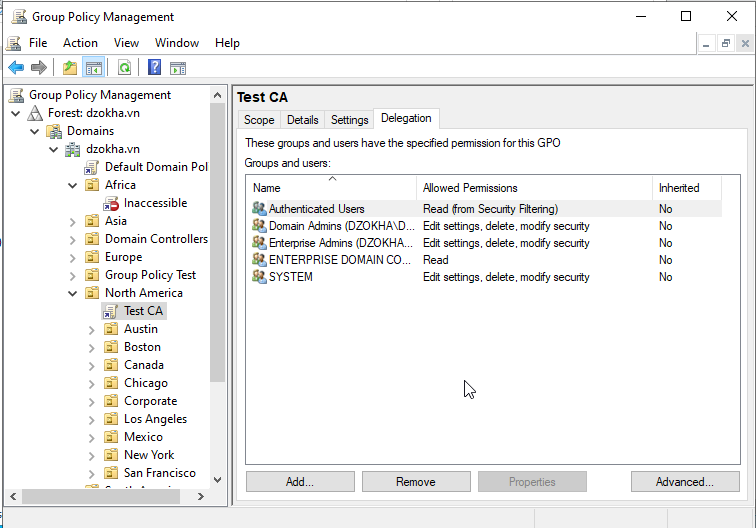 Group Policy Management
File Action View Window Help
Group Policy Management
Forest: dzokha.vn
Domains
dzokha.vn
Default Domain Pol
Africa
Inaccessible
Asia
Domain Controllers
Europe
Group Policy Test
North America
Test CA
Austin
Boston
Canada
Chicago
Corporate
Los Angeles
Mexico
New York
San Francisco
Test CA
Scope Details Settings Delegation
These groups and users have the specified permission for this GPO
Groups and users:
Name Allowed Permissions Inherited
Authenticated Users Read (from Security Filtering) No
Domain Admins (DZOKHA\D... Edit settings, delete, modify security No
Enterprise Admins (DZOKHA... Edit settings, delete, modify security No
ENTERPRISE DOMAIN CO... Read No
SYSTEM Edit settings, delete, modify security No
Add... Remove Properties Advanced...